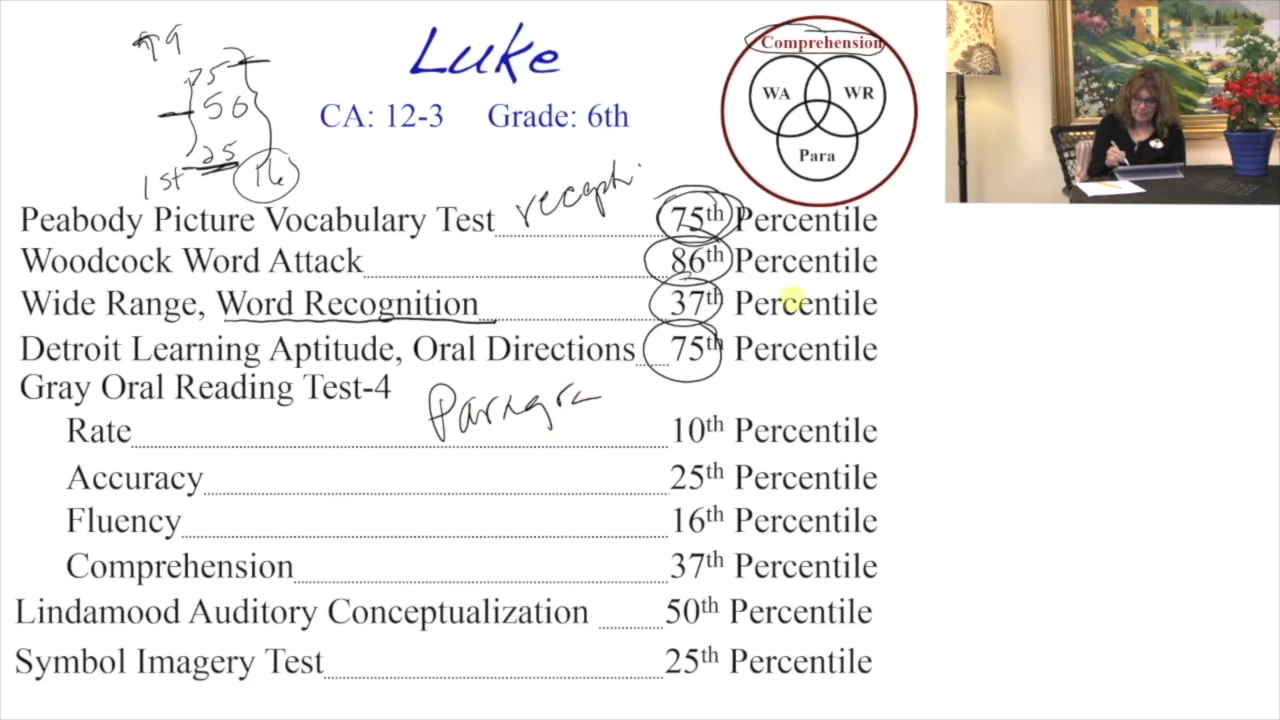 Luke
CA: 12-3 Grade: 6th
99
75
50
25
1st
Comprehension
WA
WR
Para
Peabody Picture Vocabulary Test 75th Percentile
Woodcock Word Attack 86th Percentile
Wide Range, Word Recognition 37th Percentile
Detroit Learning Aptitude, Oral Directions 75th Percentile
Gray Oral Reading Test-4
Rate 10th Percentile
Accuracy 25th Percentile
Fluency 16th Percentile
Comprehension 37th Percentile
Lindamood Auditory Conceptualization 50th Percentile
Symbol Imagery Test 25th Percentile